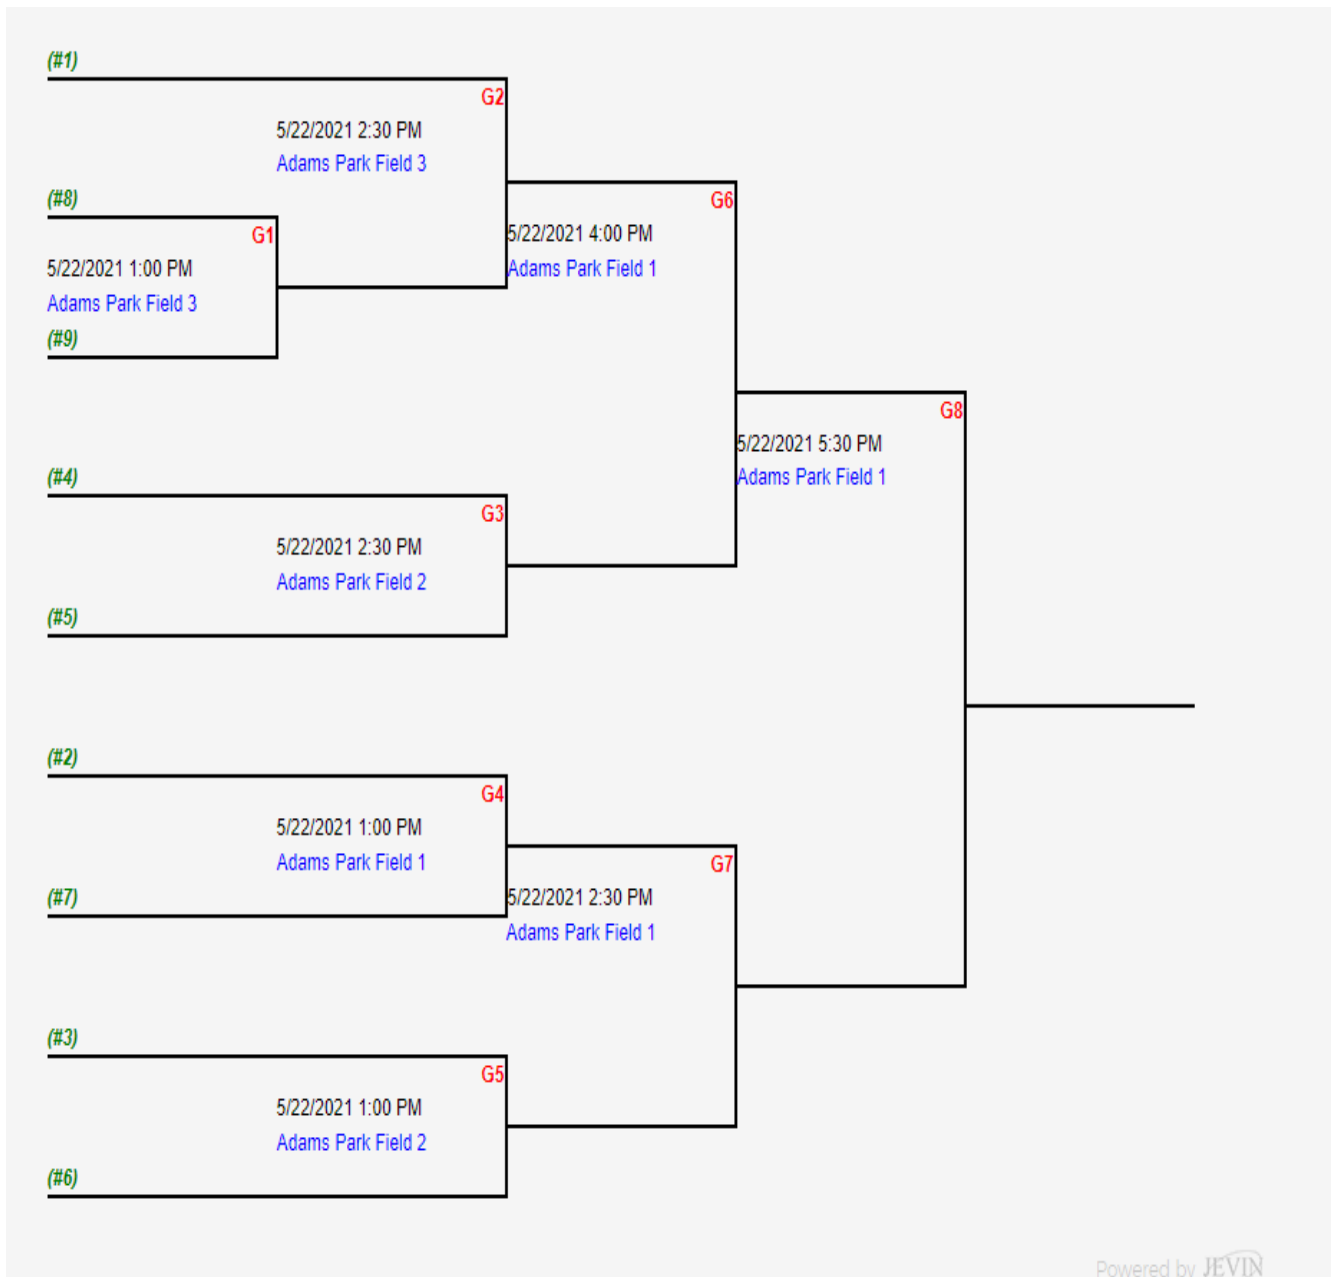 (#1)
G2
5/22/2021 2:30 PM
Adams Park Field 3
(#8)
G6
G1
5/22/2021 4:00 PM
5/22/2021 1:00 PM
Adams Park Field 1
Adams Park Field 3
(#9)
G8
5/22/2021 5:30 PM
(#4)
Adams Park Field 1
G3
5/22/2021 2:30 PM
Adams Park Field 2
(#5)
(#2)
G4
5/22/2021 1:00 PM
Adams Park Field 1
G7
(#7)
5/22/2021 2:30 PM
Adams Park Field 1
(#3)
G5
5/22/2021 1:00 PM
Adams Park Field 2
(#6)
Powered by JEVIN